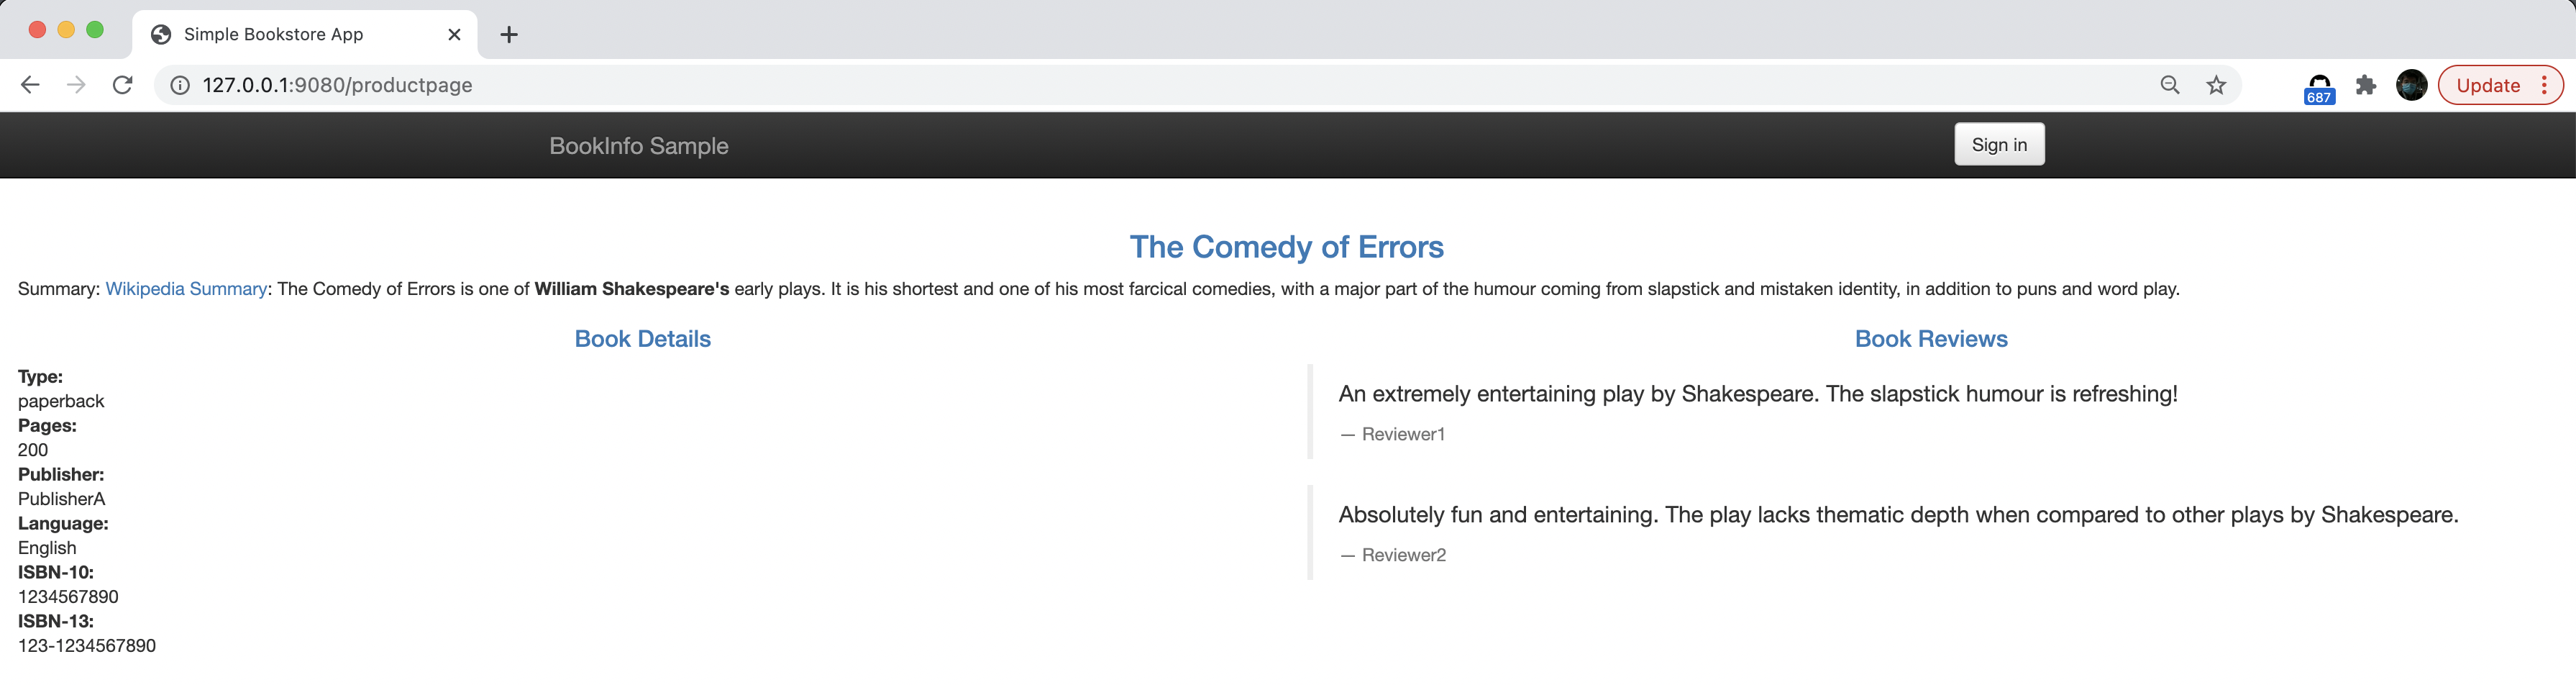 Simple Bookstore App
127.0.0.1:9080/productpage
687
Update
BookInfo Sample
Sign in
The Comedy of Errors
Summary: Wikipedia Summary: The Comedy of Errors is one of William Shakespeare's early plays. It is his shortest and one of his most farcical comedies, with a major part of the humour coming from slapstick and mistaken identity, in addition to puns and word play.
Book Details
Type:
paperback
Pages:
200
Publisher:
PublisherA
Language:
English
ISBN-10:
1234567890
ISBN-13:
123-1234567890
Book Reviews
An extremely entertaining play by Shakespeare. The slapstick humour is refreshing!
— Reviewer1
Absolutely fun and entertaining. The play lacks thematic depth when compared to other plays by Shakespeare.
— Reviewer2